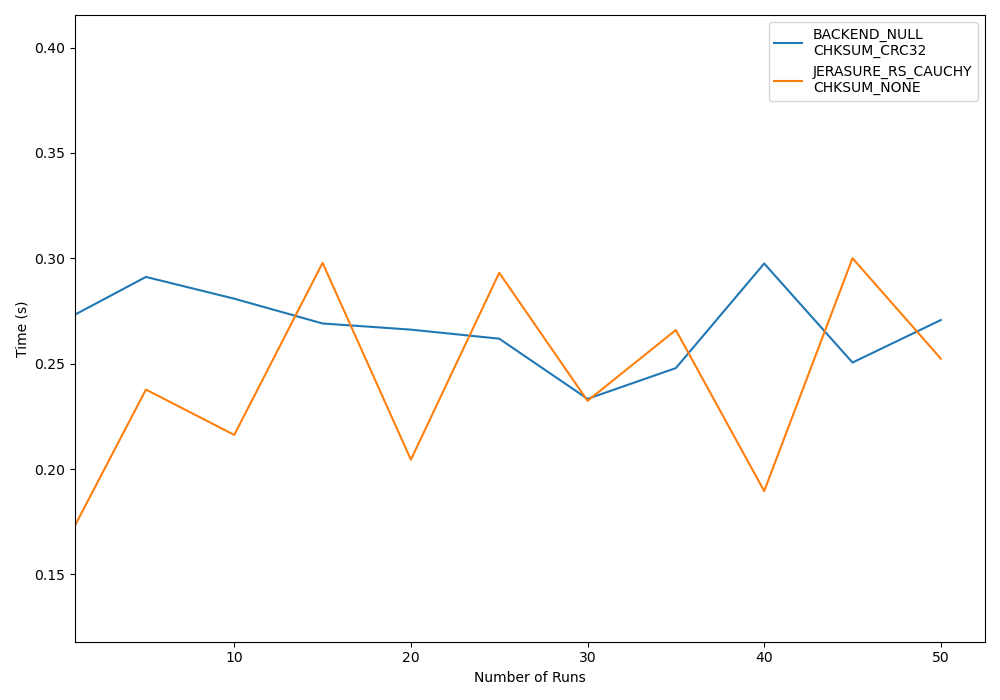 BACKEND_NULL
CHKSUM_CRC32
JERASURE_RS_CAUCHY
CHKSUM_NONE
0.40
0.35
0.30
0.25
0.20
0.15
Time (s)
10 20 30 40 50
Number of Runs